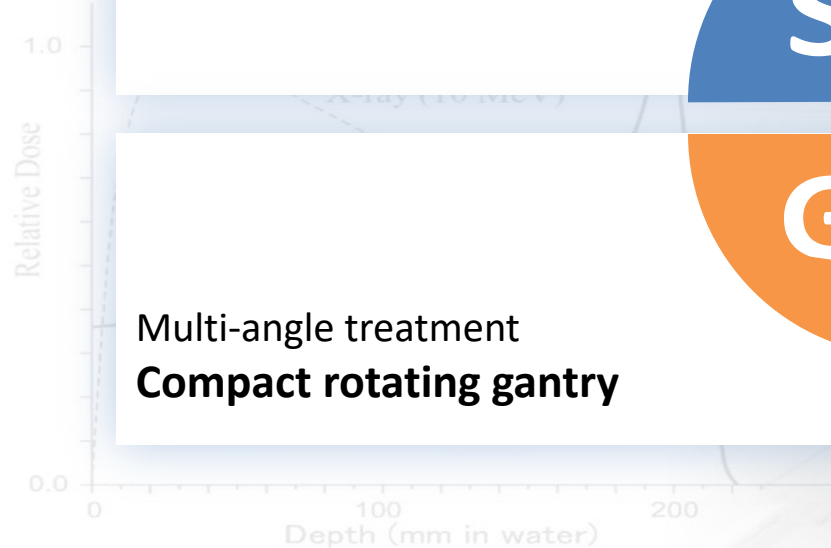 S
1.0
X-ray (10 MeV)
Relative Dose
G
Multi-angle treatment
Compact rotating gantry
0.0
0
100
200
Depth (mm in water)